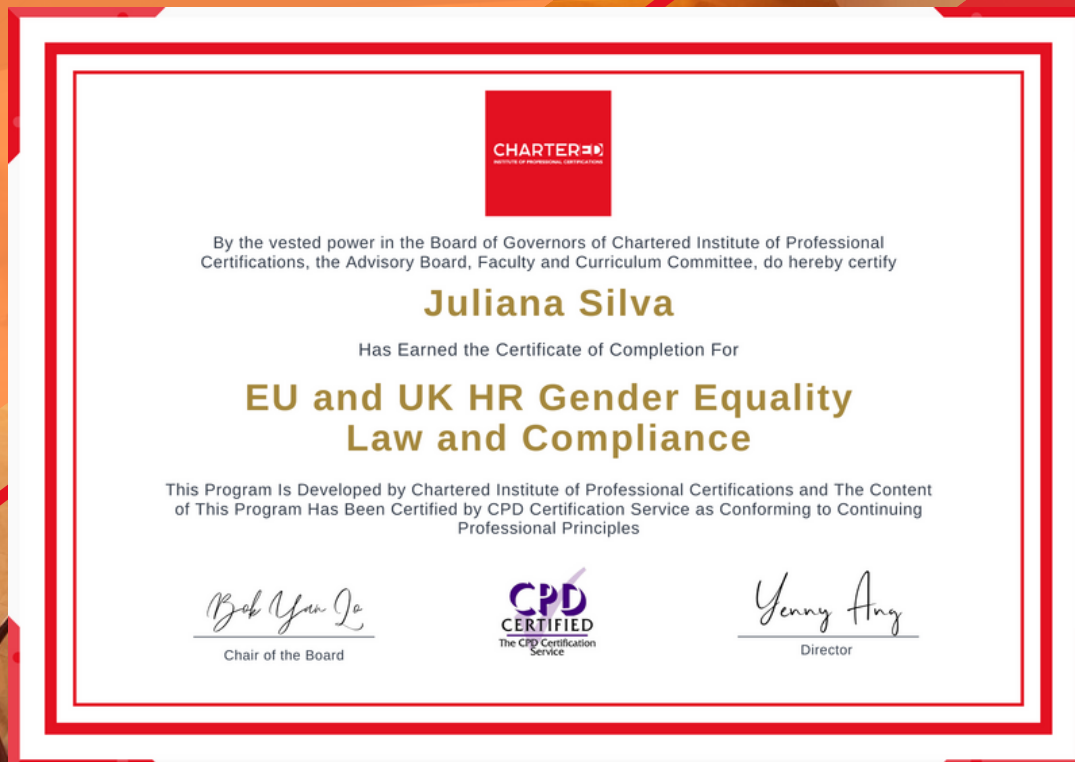 CHARTERED
INSTITUTE OF PROFESSIONAL CERTIFICATIONS
By the vested power in the Board of Governors of Chartered Institute of Professional
Certifications, the Advisory Board, Faculty and Curriculum Committee, do hereby certify
Juliana Silva
Has Earned the Certificate of Completion For
EU and UK HR Gender Equality
Law and Compliance
This Program Is Developed by Chartered Institute of Professional Certifications and The Content
of This Program Has Been Certified by CPD Certification Service as Conforming to Continuing
Professional Principles
Bok Yan Lo
Chair of the Board
CPD
CERTIFIED
The CPD Certification
Service
Yenny Ang
Director